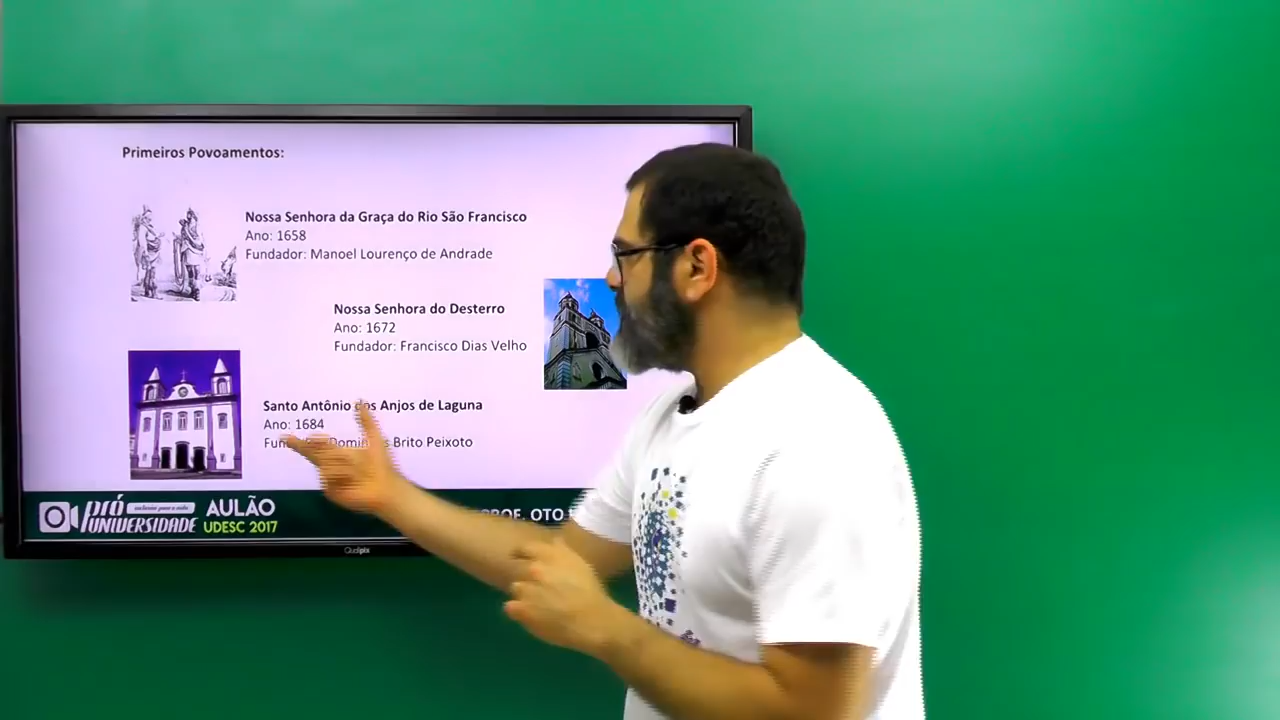 Primeiros Povoamentos:
Nossa Senhora da Graça do Rio São Francisco
Ano: 1658
Fundador: Manoel Lourenço de Andrade
Nossa Senhora do Desterro
Ano: 1672
Fundador: Francisco Dias Velho
Santo Antônio dos Anjos de Laguna
Ano: 1684
Brito Peixoto
pró
UNIVERSIDADE
AULÃO
UDESC 2017
PROF. OTO
Qualipix